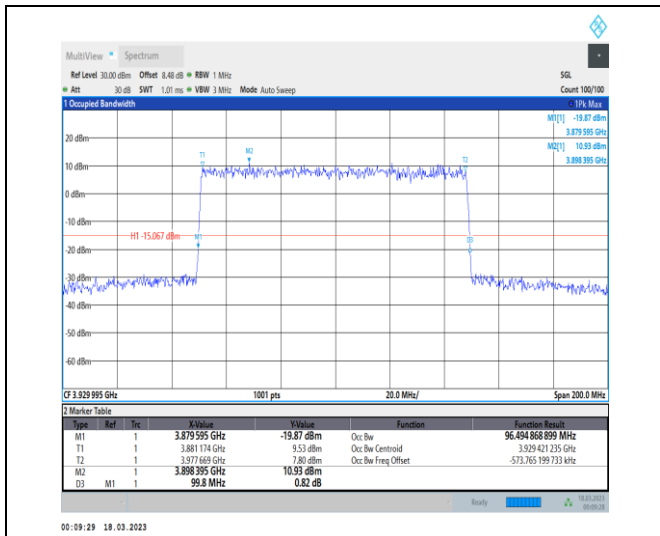 MultiView Spectrum
Ref Level 30.00 dBm Offset 8.48 dB RBW 1 MHz SGL
Att 30 dB SWT 1.01 ms VBW 3 MHz Mode Auto Sweep Count 100/100
1 Occupied Bandwidth 1Pk Max
M1[1] -19.87 dBm
3.879 595 GHz
M2[1] 10.93 dBm
3.898 395 GHz
20 dBm
T1 M2 T2
10 dBm
0 dBm
-10 dBm
H1 -15.067 dBm M1
D3
-20 dBm
-30 dBm
-40 dBm
-50 dBm
-60 dBm
CF 3.929 995 GHz 1001 pts 20.0 MHz/ Span 200.0 MHz
2 Marker Table
Type Ref Trc X-Value Y-Value Function Function Result
M1 1 3.879 595 GHz -19.87 dBm Occ Bw 96.494 868 899 MHz
T1 1 3.881 174 GHz 9.53 dBm Occ Bw Centroid 3.929 421 235 GHz
T2 1 3.977 669 GHz 7.80 dBm Occ Bw Freq Offset -573.765 199 733 kHz
M2 1 3.898 395 GHz 10.93 dBm
D3 M1 1 99.8 MHz 0.82 dB
Ready 18.03.2023
00:09:28
00:09:29 18.03.2023